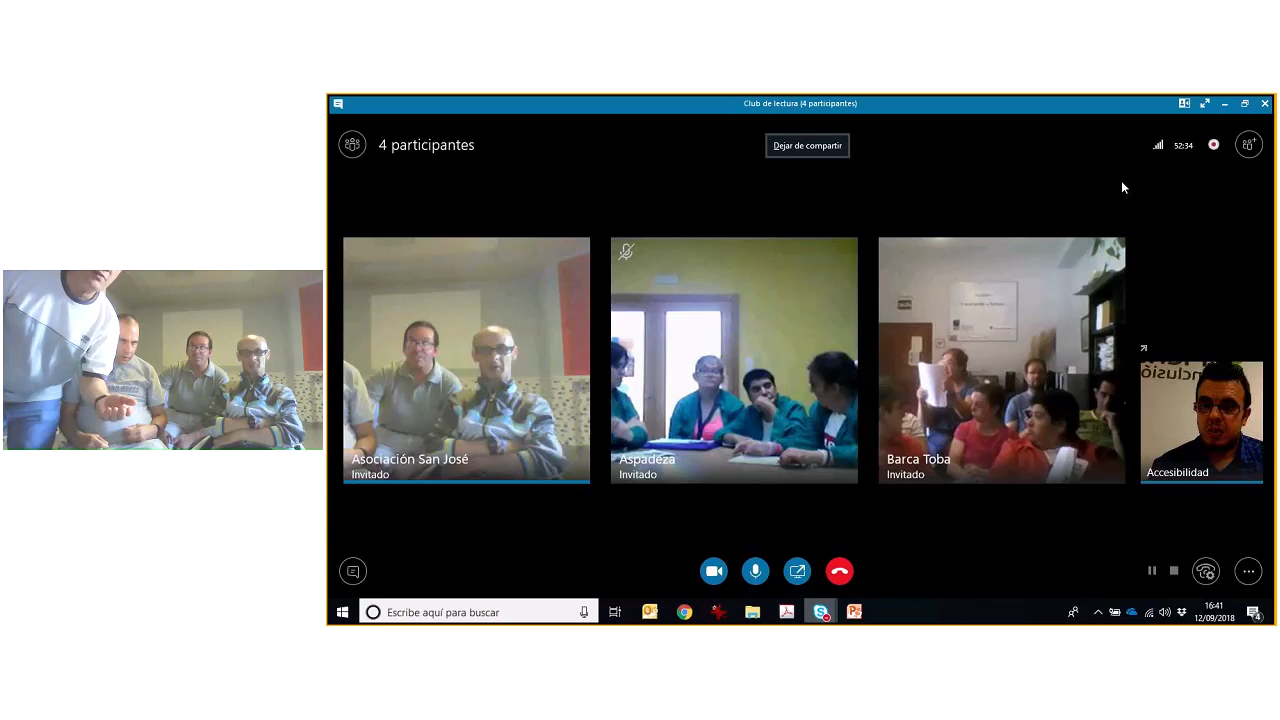 Club de lectura (4 participantes)
4 participantes
Dejar de compartir
52:34
Asociación San José
Invitado
Aspadeza
Invitado
Barca Toba
Invitado
Accesibilidad
Escribe aquí para buscar
16:41
12/09/2018
4